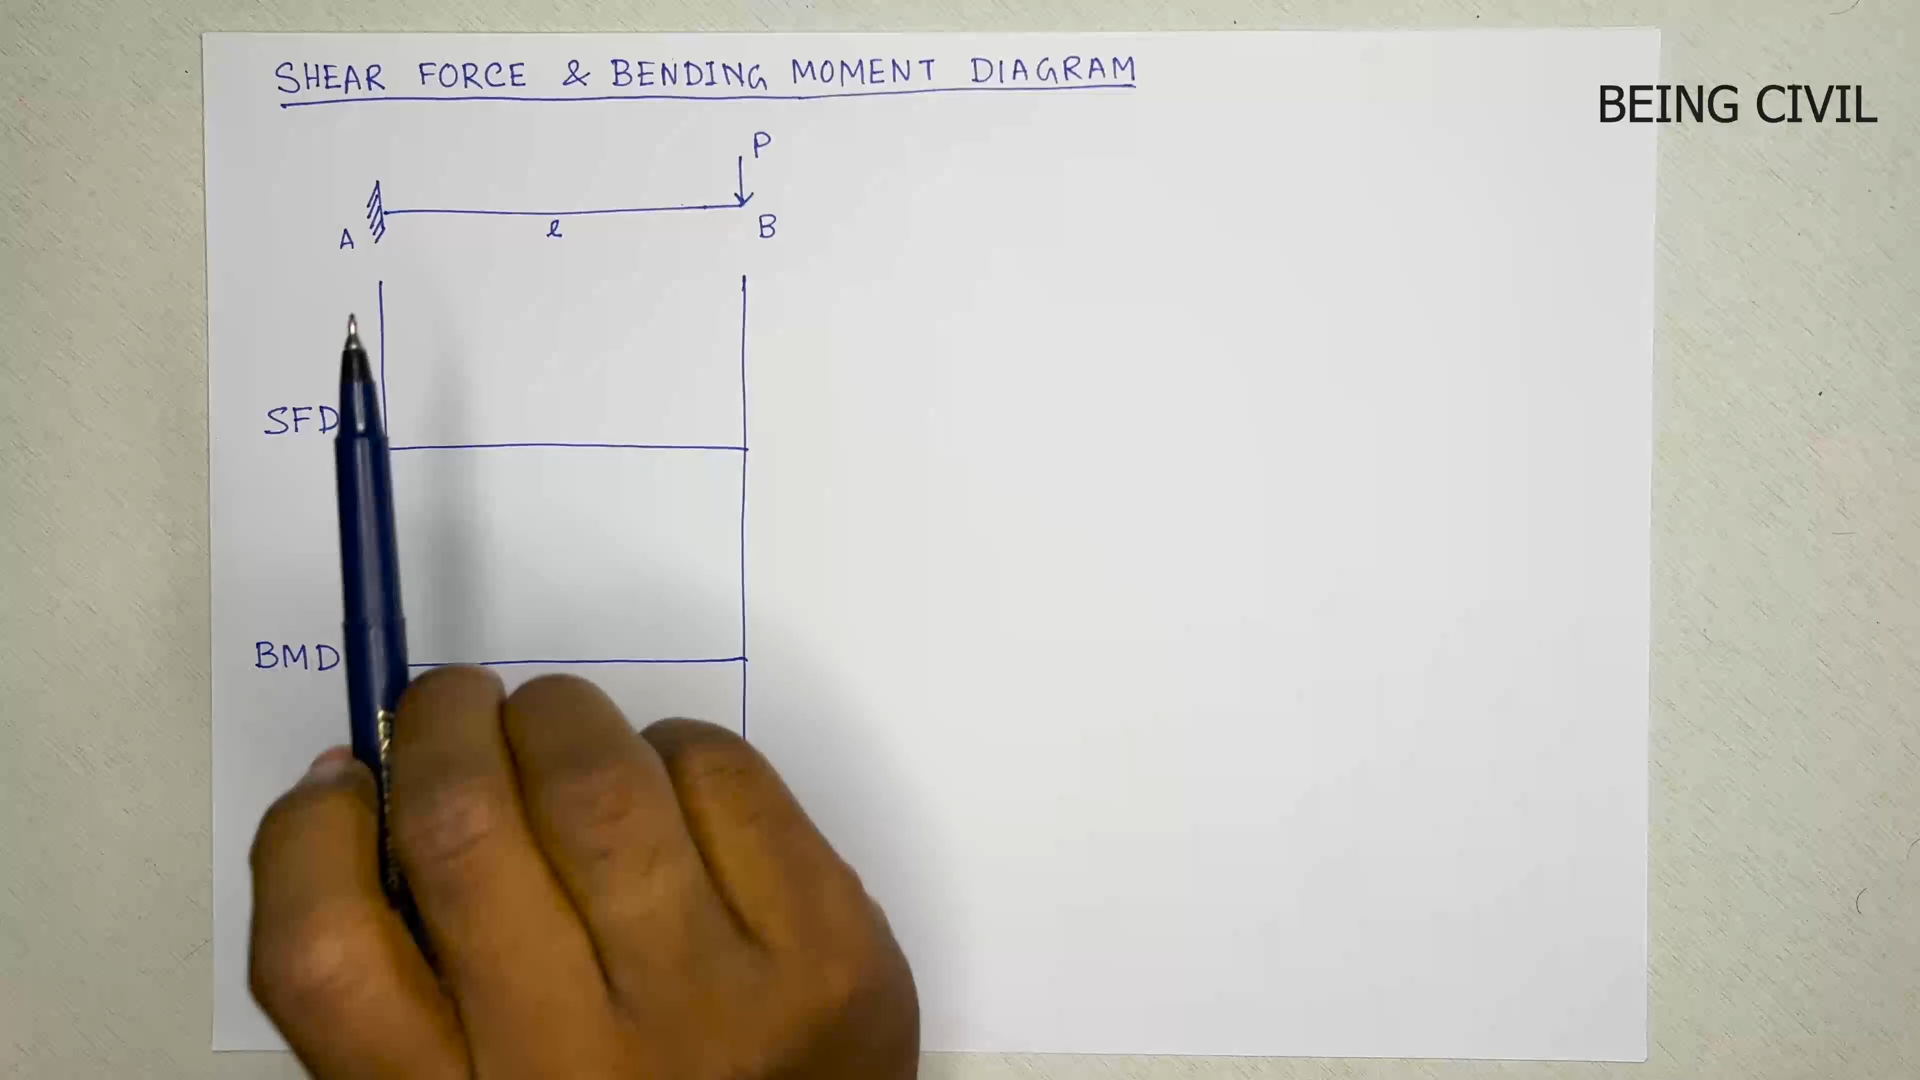 SHEAR FORCE & BENDING MOMENT DIAGRAM
BEING CIVIL
P
A
l
B
SFD
BMD